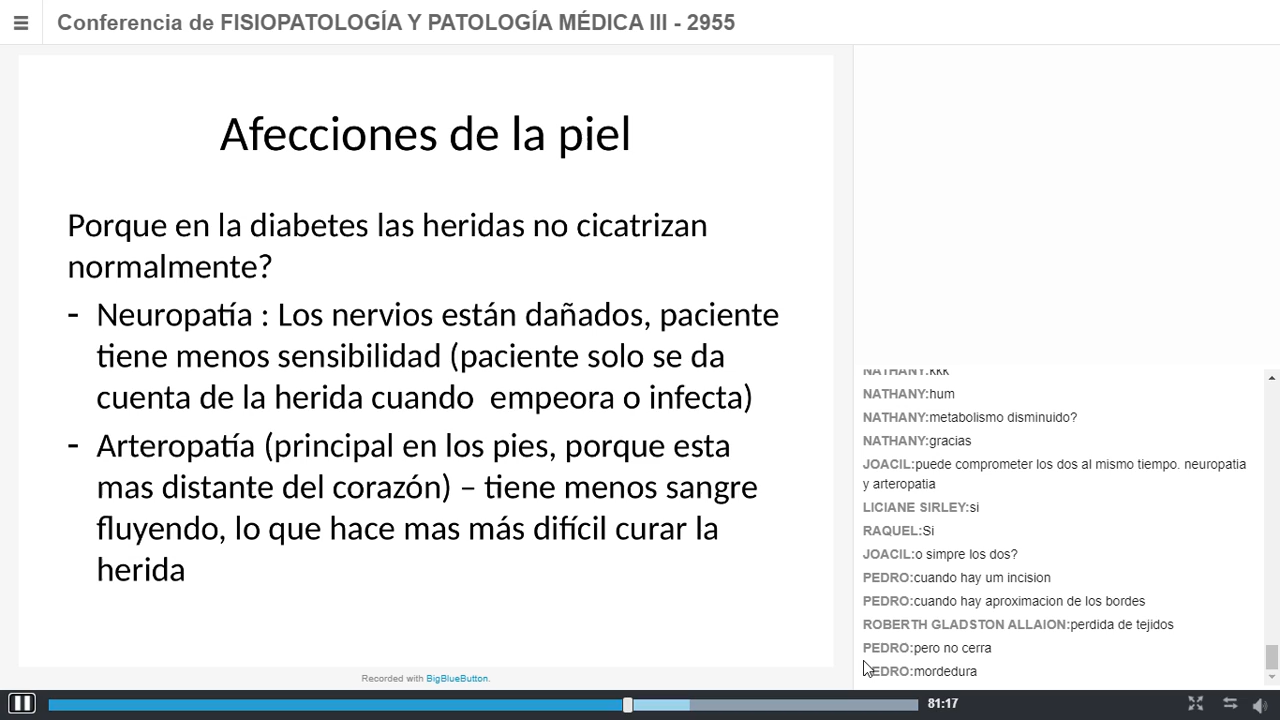 Conferencia de FISIOPATOLOGÍA Y PATOLOGÍA MÉDICA III - 2955
Afecciones de la piel
Porque en la diabetes las heridas no cicatrizan
normalmente?
- Neuropatía : Los nervios están dañados, paciente
tiene menos sensibilidad (paciente solo se da
cuenta de la herida cuando empeora o infecta)
- Arteropatía (principal en los pies, porque esta
mas distante del corazón) – tiene menos sangre
fluyendo, lo que hace mas más difícil curar la
herida
Recorded with BigBlueButton.
NATHANY:kkk
NATHANY:hum
NATHANY:metabolismo disminuido?
NATHANY:gracias
JOACIL:puede comprometer los dos al mismo tiempo. neuropatia
y arteropatia
LICIANE SIRLEY:si
RAQUEL:Si
JOACIL:o simpre los dos?
PEDRO:cuando hay um incision
PEDRO:cuando hay aproximacion de los bordes
ROBERTH GLADSTON ALLAION:perdida de tejidos
PEDRO:pero no cerra
PEDRO:mordedura
81:17